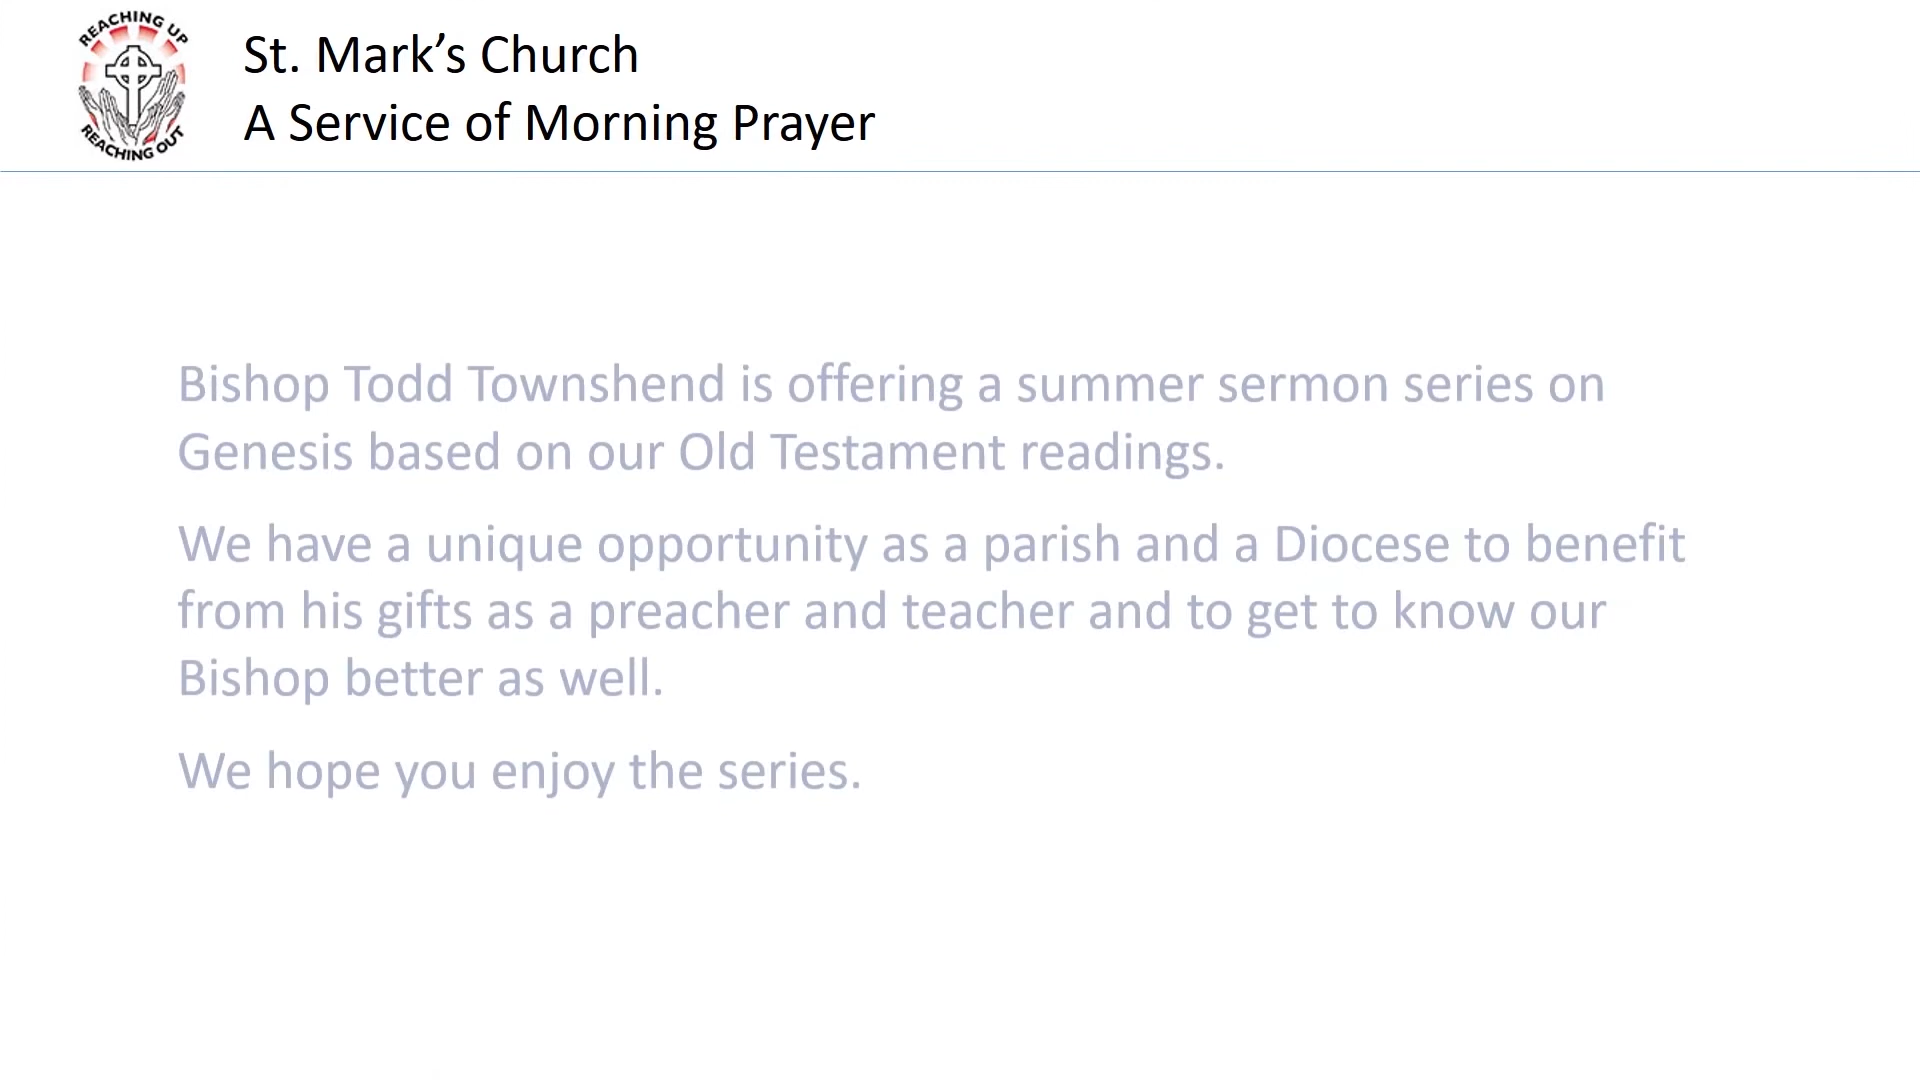 REACHING UP
REACHING OUT
St. Mark’s Church
A Service of Morning Prayer
Bishop Todd Townshend is offering a summer sermon series on
Genesis based on our Old Testament readings.
We have a unique opportunity as a parish and a Diocese to benefit
from his gifts as a preacher and teacher and to get to know our
Bishop better as well.
We hope you enjoy the series.